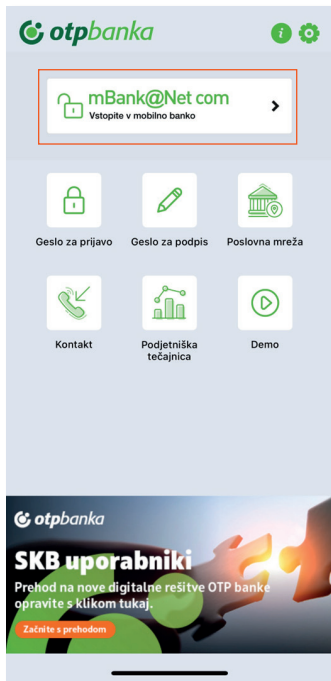 otpbanka
mBank@Net com
Vstopite v mobilno banko
Geslo za prijavo
Geslo za podpis
Poslovna mreža
Kontakt
Podjetniška
tečajnica
Demo
otpbanka
SKB uporabniki
Prehod na nove digitalne rešitve OTP banke
opravite s klikom tukaj.
Začnite s prehodom